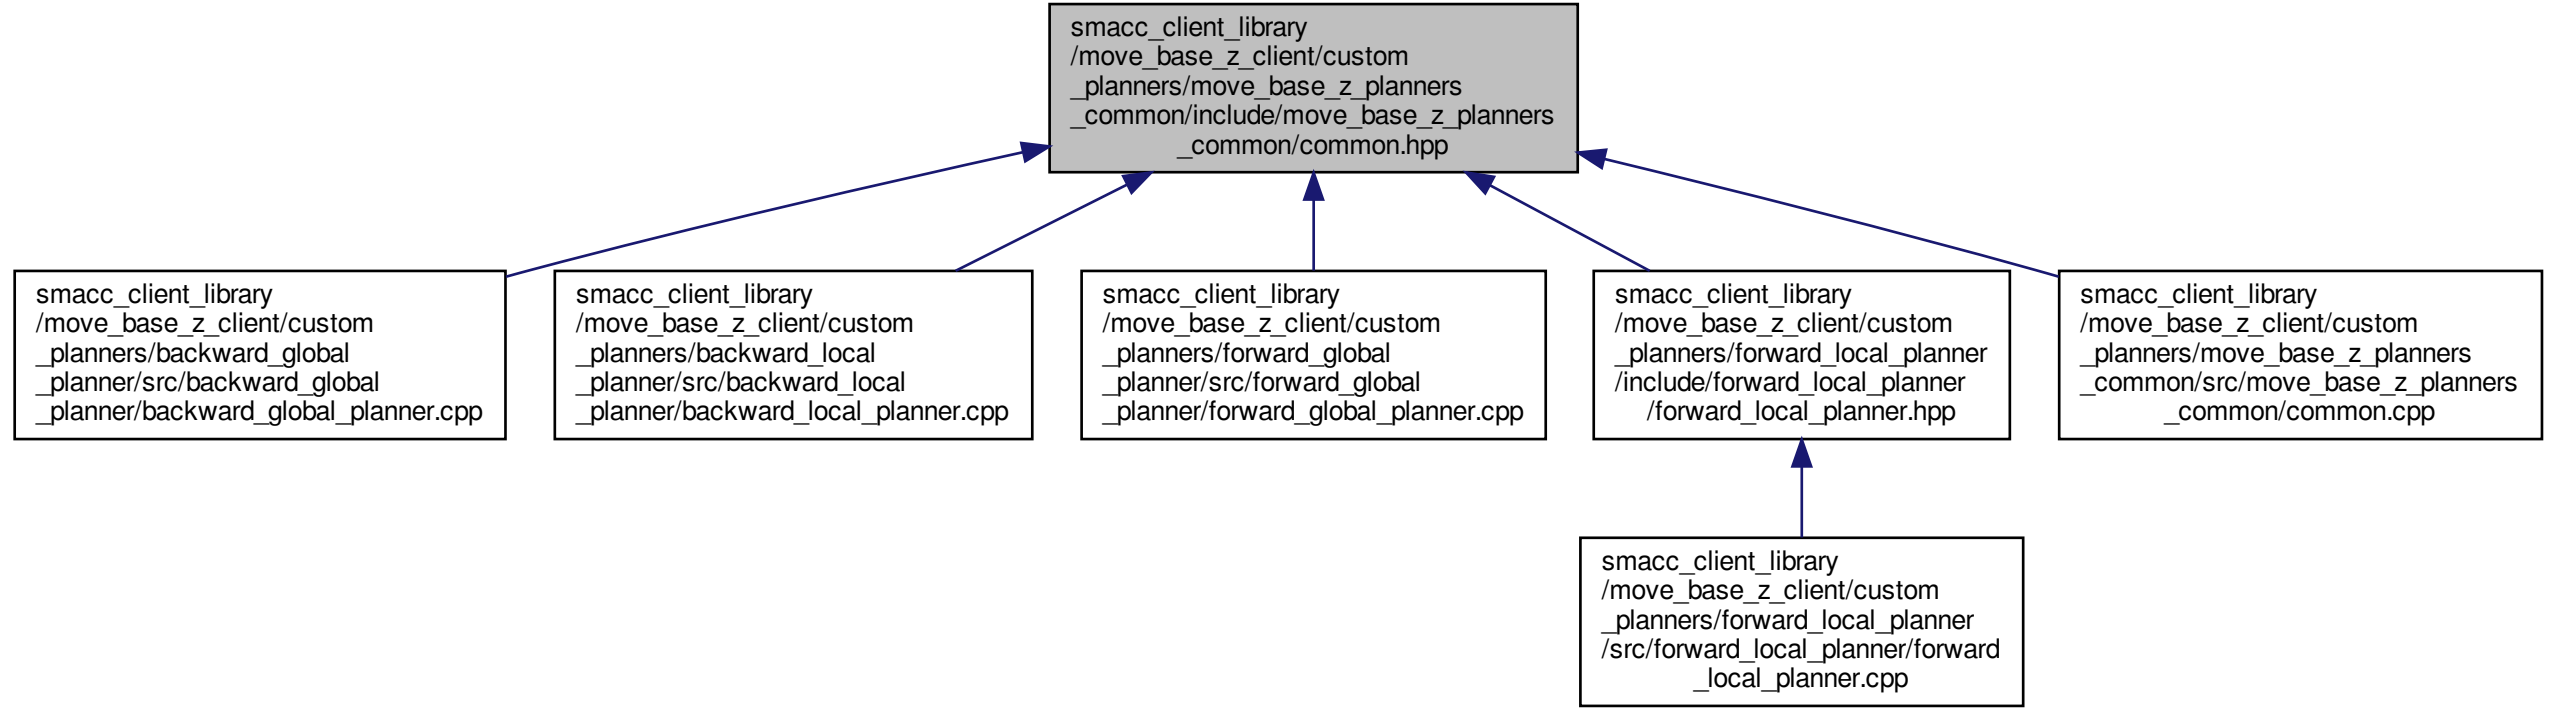 smacc_client_library
/move_base_z_client/custom
_planners/move_base_z_planners
_common/include/move_base_z_planners
_common/common.hpp
smacc_client_library
/move_base_z_client/custom
_planners/backward_global
_planner/src/backward_global
_planner/backward_global_planner.cpp
smacc_client_library
/move_base_z_client/custom
_planners/backward_local
_planner/src/backward_local
_planner/backward_local_planner.cpp
smacc_client_library
/move_base_z_client/custom
_planners/forward_global
_planner/src/forward_global
_planner/forward_global_planner.cpp
smacc_client_library
/move_base_z_client/custom
_planners/forward_local_planner
/include/forward_local_planner
/forward_local_planner.hpp
smacc_client_library
/move_base_z_client/custom
_planners/move_base_z_planners
_common/src/move_base_z_planners
_common/common.cpp
smacc_client_library
/move_base_z_client/custom
_planners/forward_local_planner
/src/forward_local_planner/forward
_local_planner.cpp